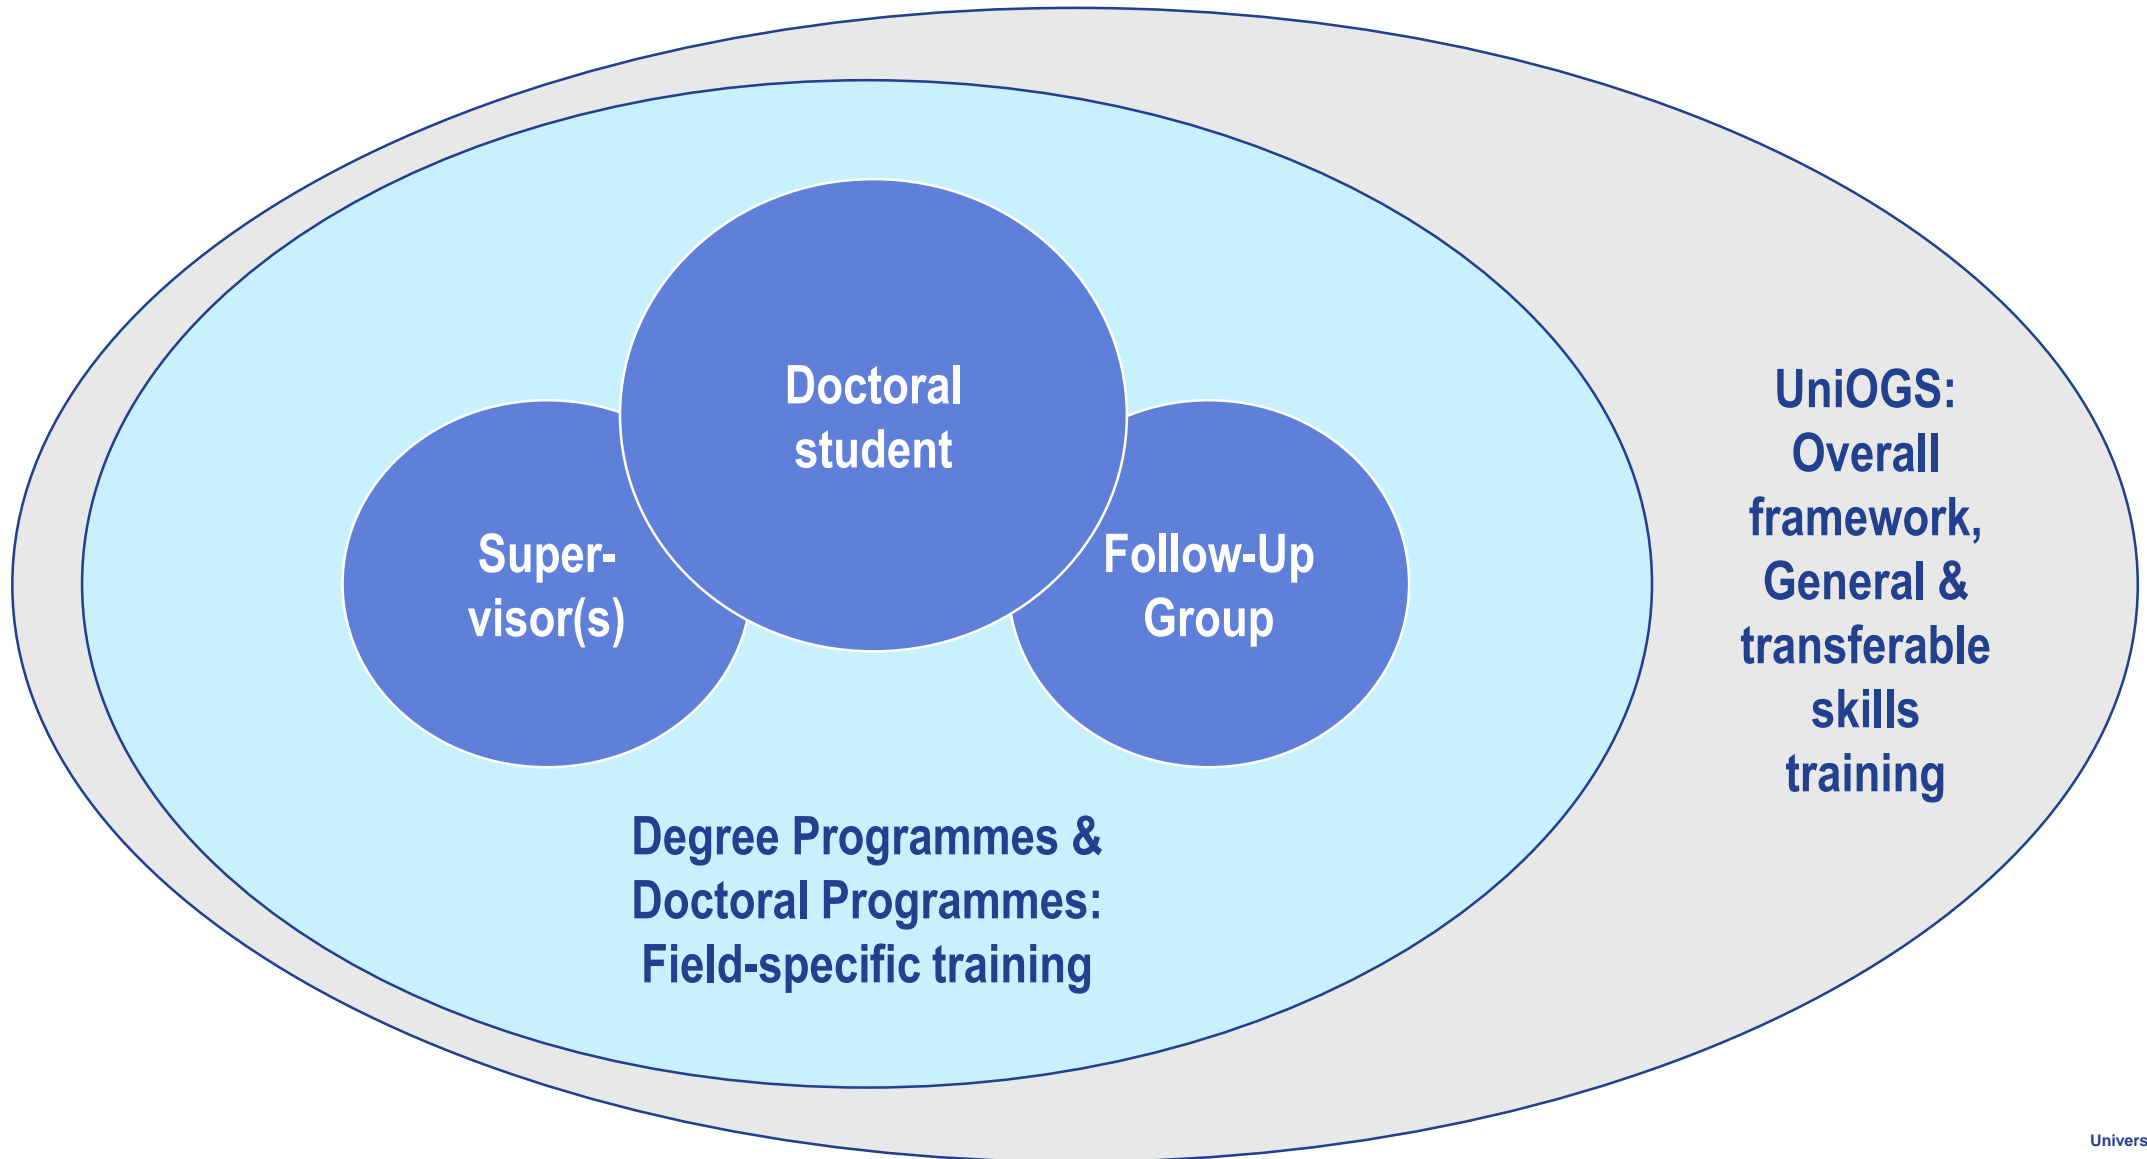 Doctoral
student
Super-
visor(s)
Follow-Up
Group
UniOGS:
Overall
framework,
General &
transferable
skills
training
Degree Programmes &
Doctoral Programmes:
Field-specific training
Univers